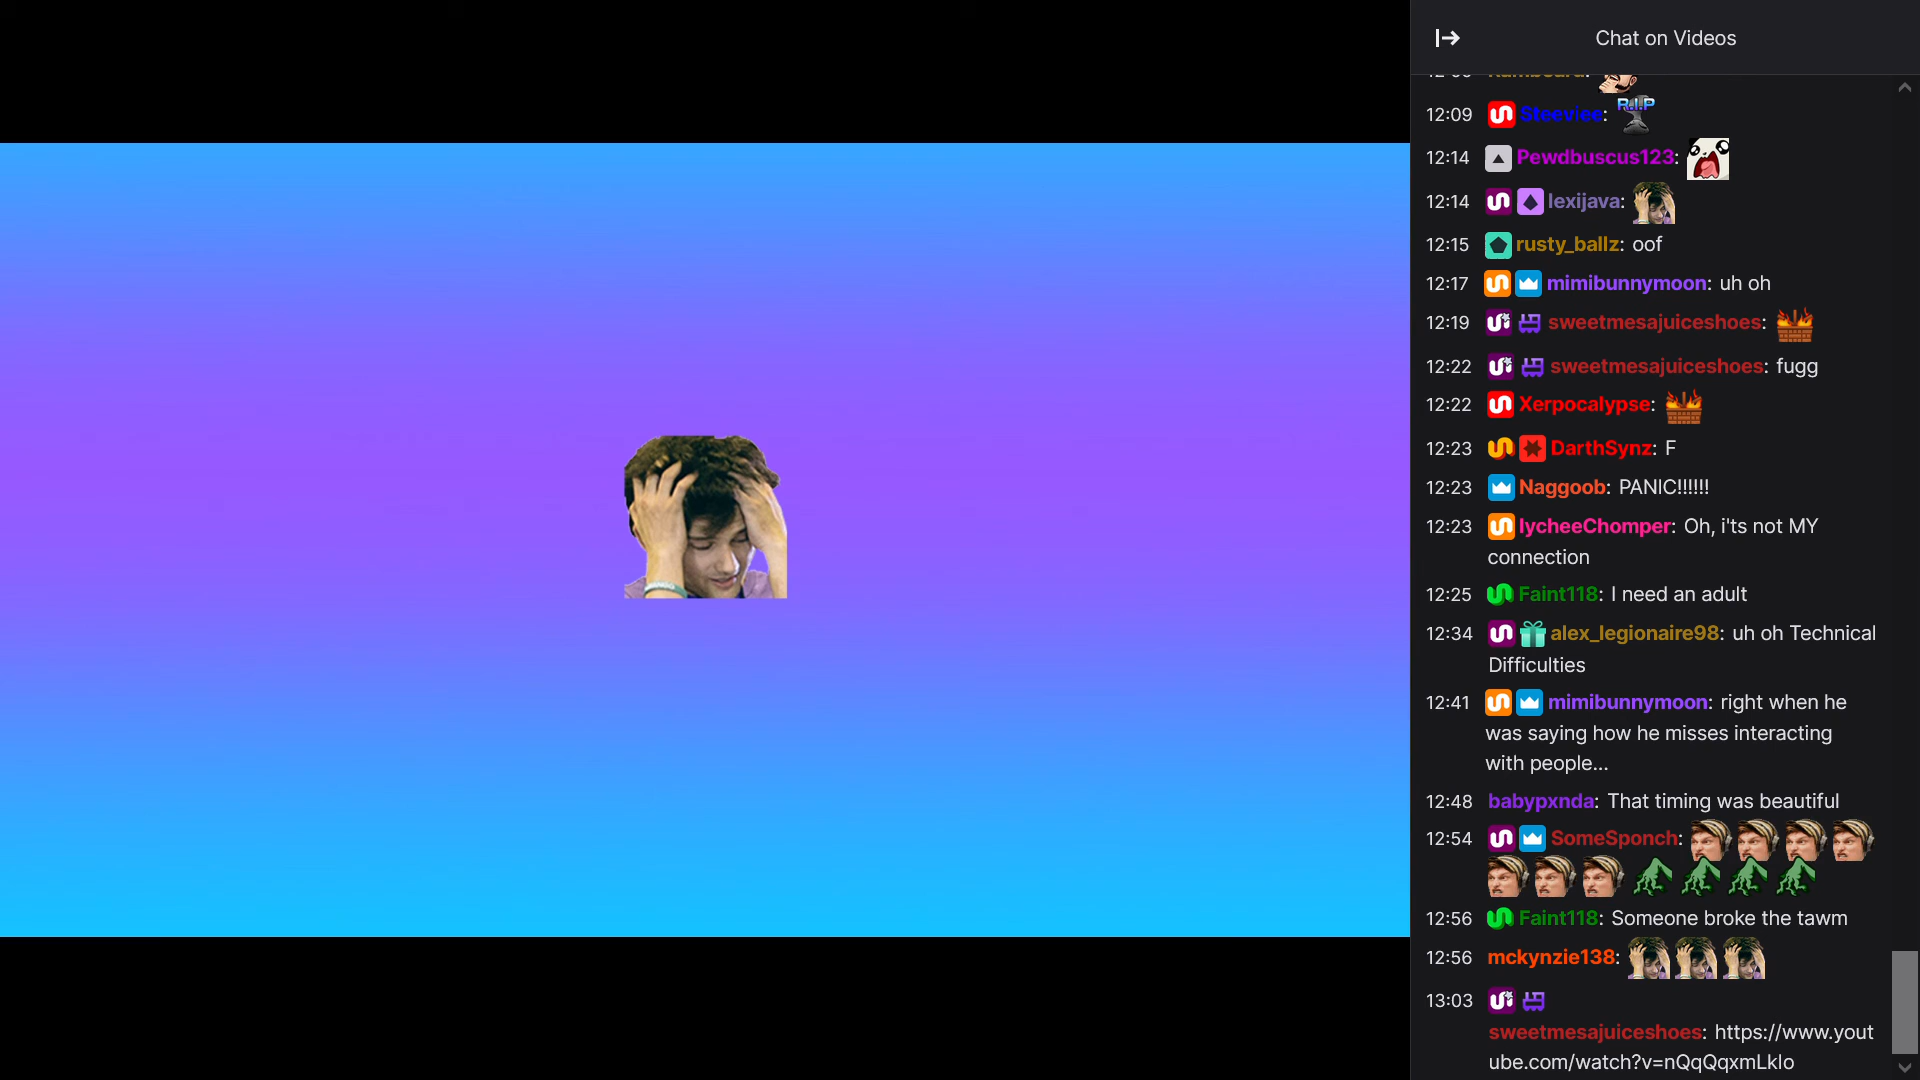 Chat on Videos
12:09 Steeviee: R.I.P
12:14 Pewdbuscus123:
12:14 lexijava:
12:15 rusty_ballz: oof
12:17 mimibunnymoon: uh oh
12:19 sweetmesajuiceshoes:
12:22 sweetmesajuiceshoes: fugg
12:22 Xerpocalypse:
12:23 DarthSynz: F
12:23 Naggoob: PANIC!!!!!!
12:23 lycheeChomper: Oh, i'ts not MY
connection
12:25 Faint118: I need an adult
12:34 alex_legionaire98: uh oh Technical
Difficulties
12:41 mimibunnymoon: right when he
was saying how he misses interacting
with people...
12:48 babypxnda: That timing was beautiful
12:54 SomeSponch:
12:56 Faint118: Someone broke the tawm
12:56 mckynzie138:
13:03
sweetmesajuiceshoes: https://www.yout
ube.com/watch?v=nQqQqxmLkIo